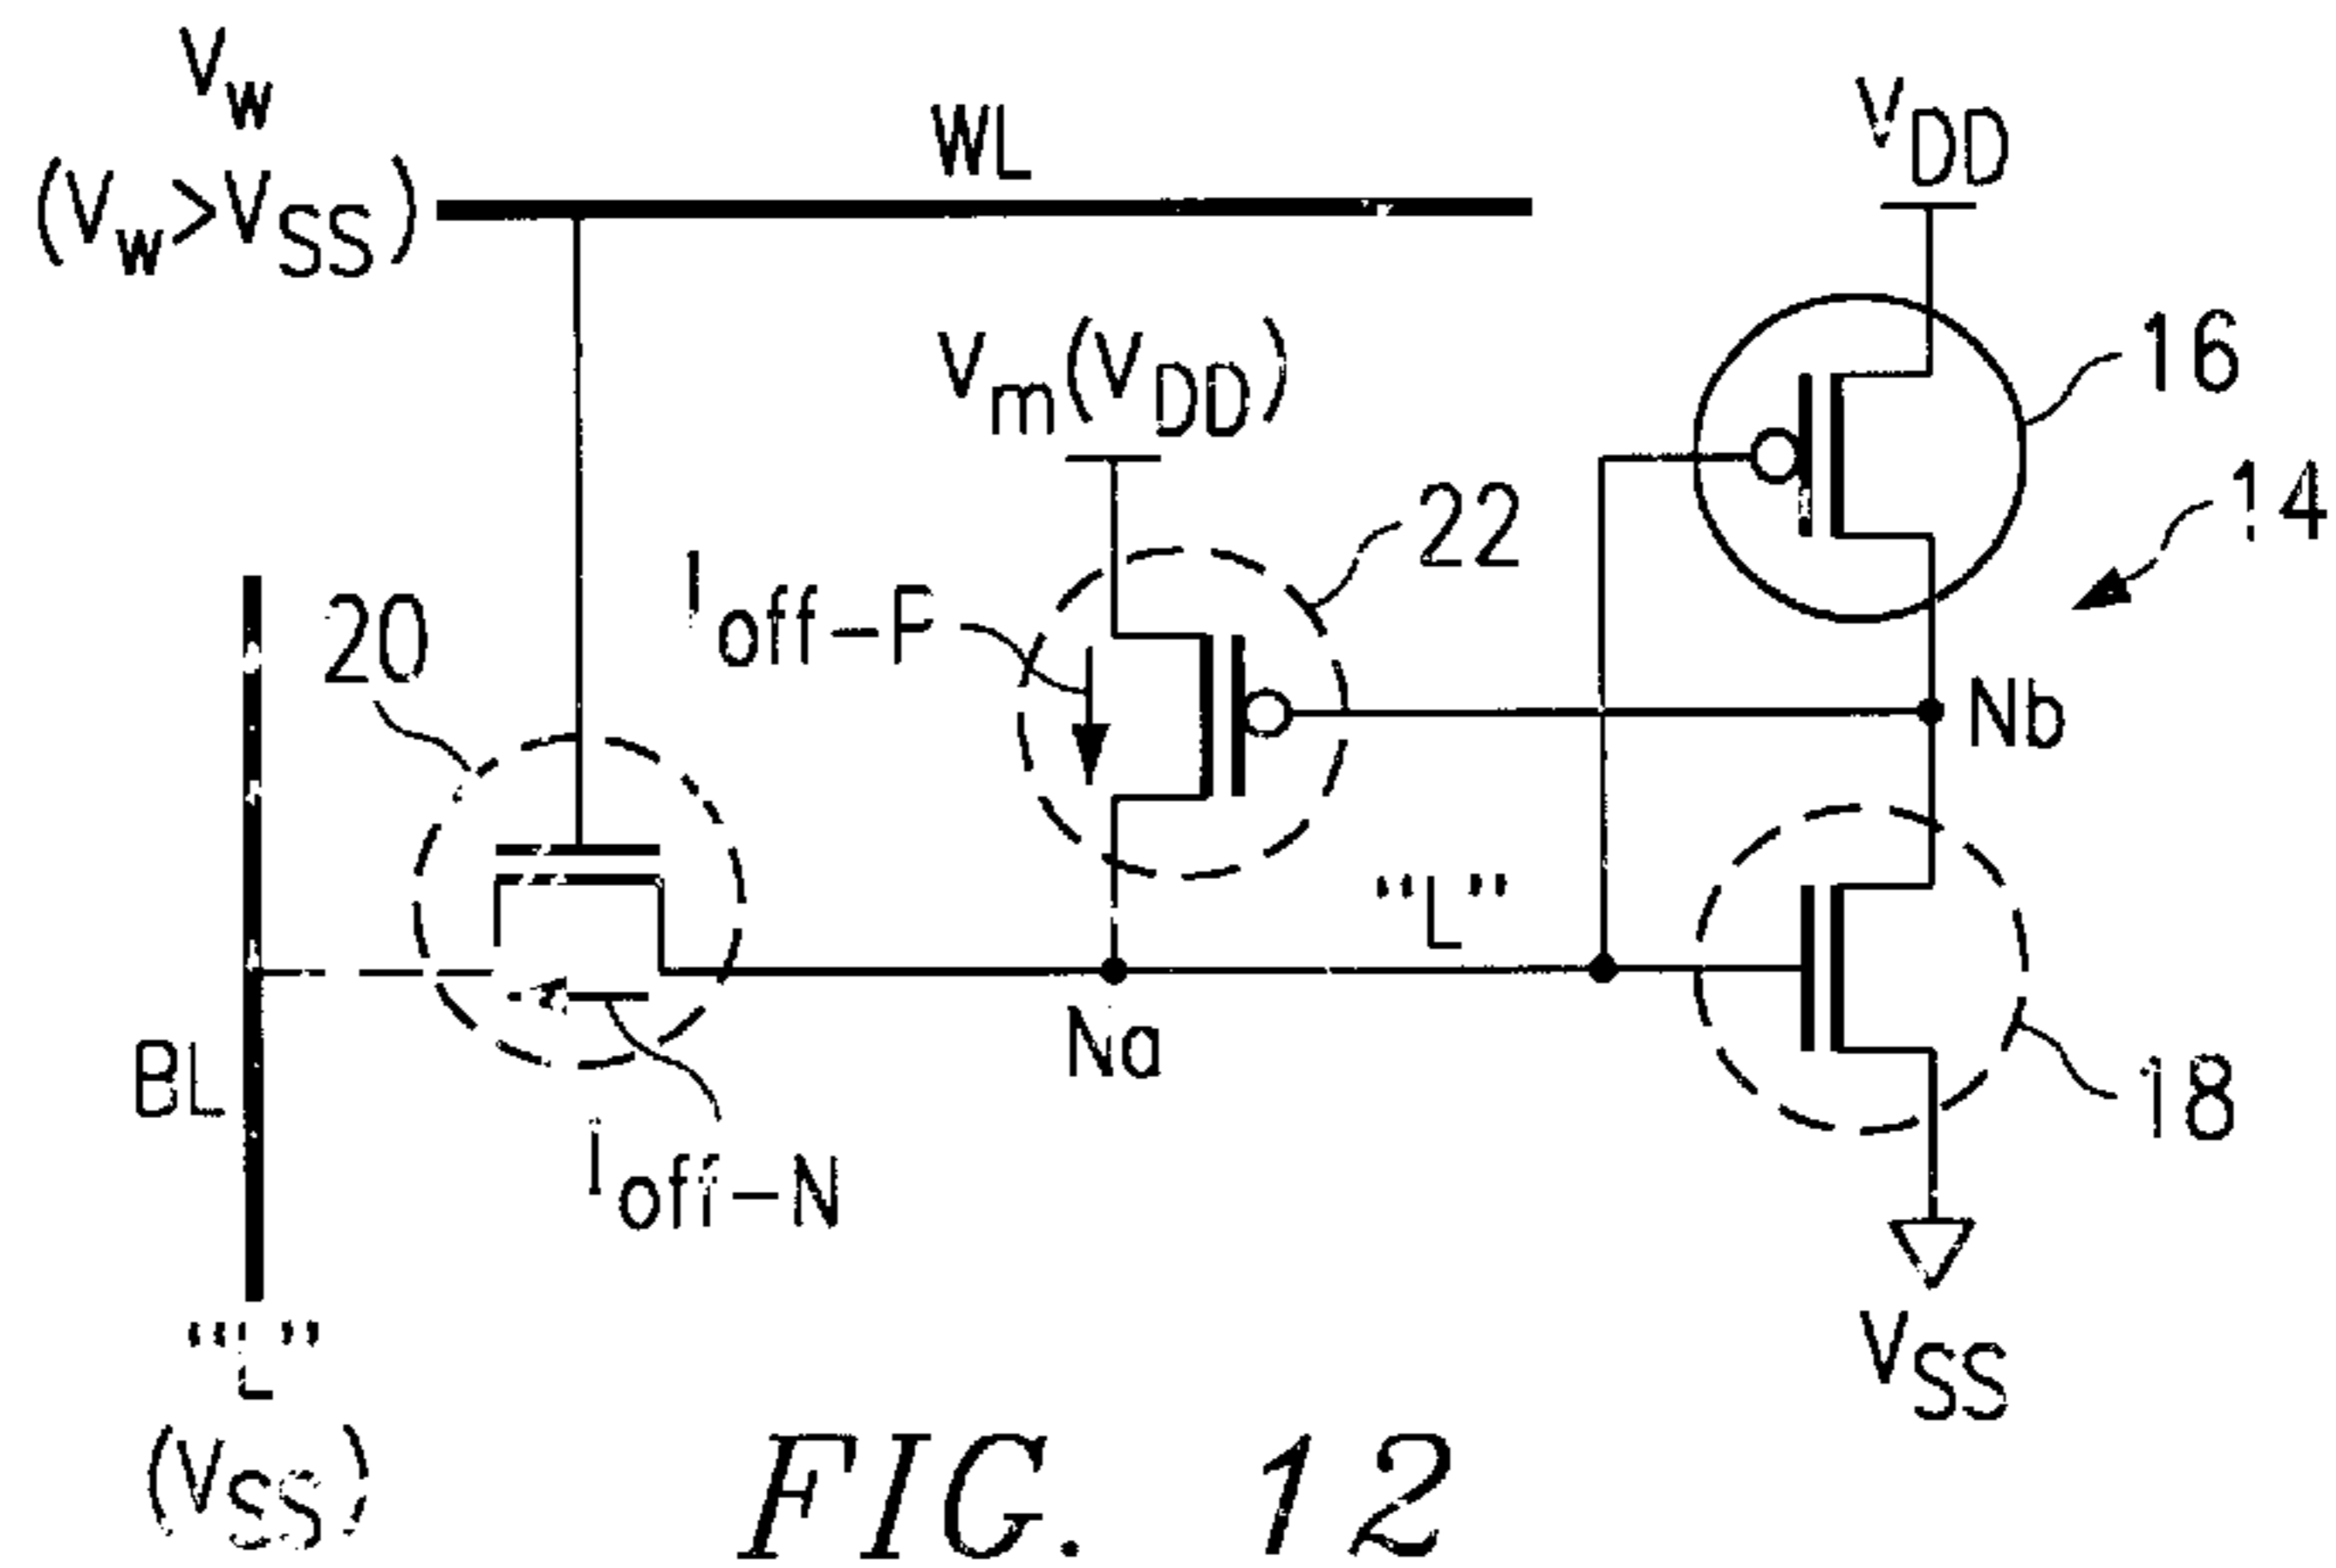 Vw
(Vw>VSS)
WL
VDD
16
Vm(VDD)
14
22
Ioff-P
20
Nb
"L"
Na
BL
18
Ioff-N
"L"
(VSS)
VSS
FIG. 12